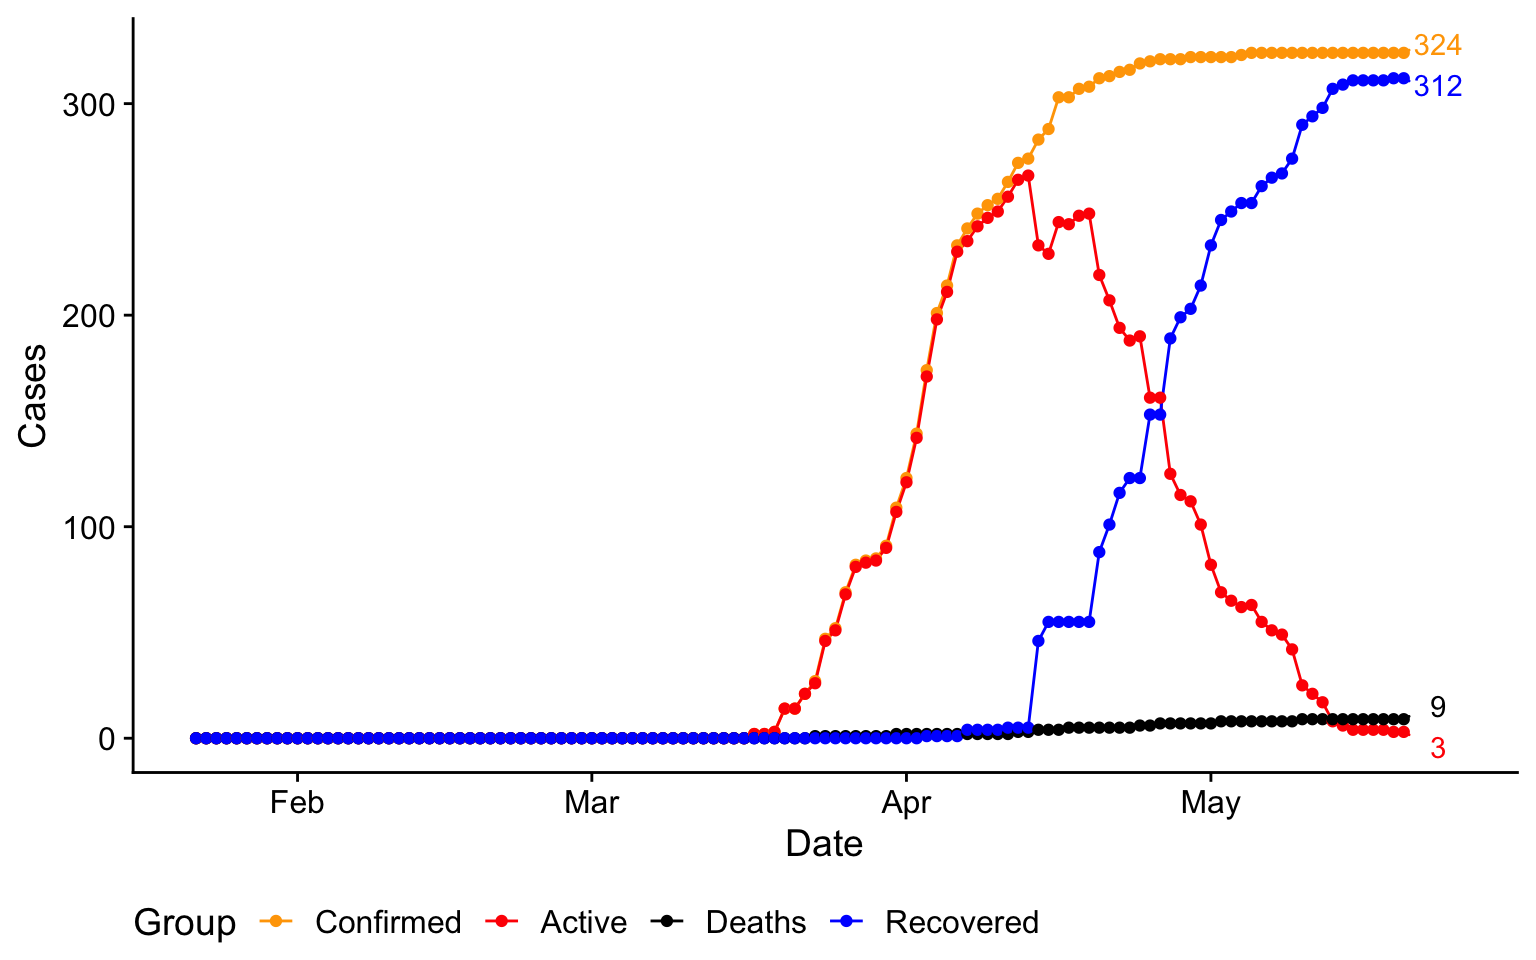 324
312
300
200
100
0
9
3
Cases
Feb Mar Apr May
Date
Group Confirmed Active Deaths Recovered